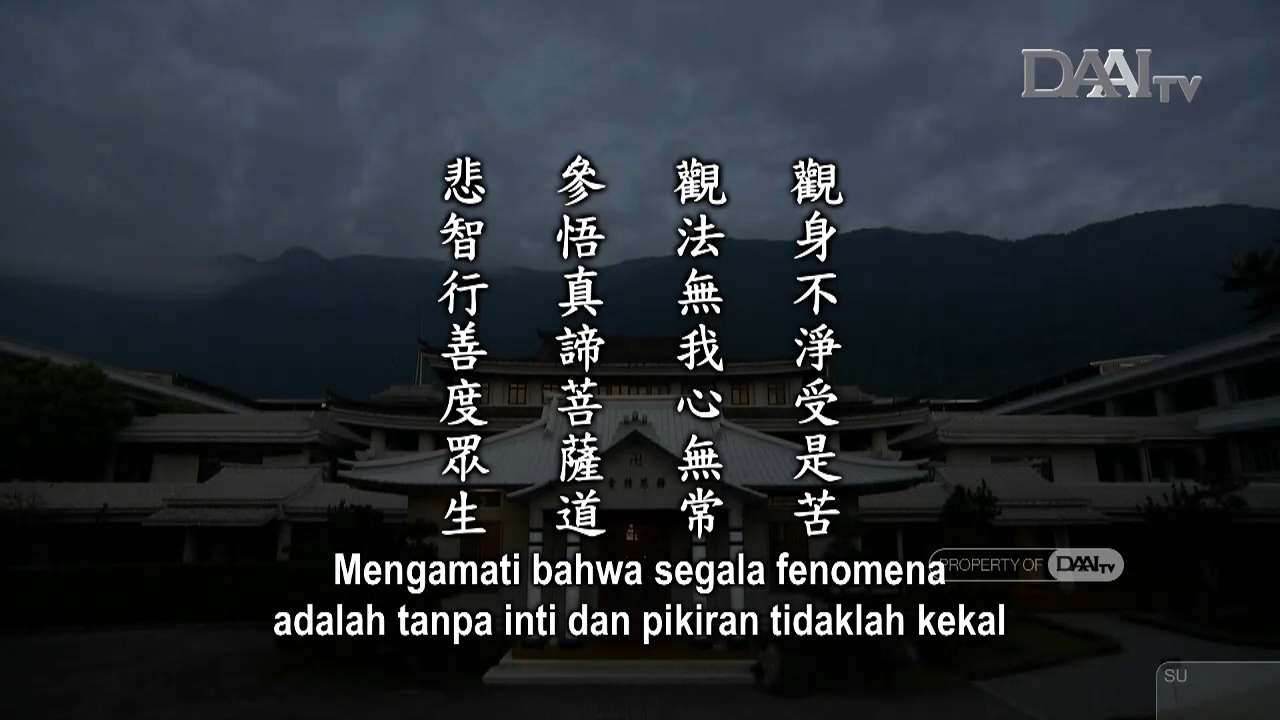 DAAI TV
觀身不淨受是苦
觀法無我心無常
參悟真諦菩薩道
悲智行善度眾生
Mengamati bahwa segala fenomena
adalah tanpa inti dan pikiran tidaklah kekal
PROPERTY OF DAAI TV
SU